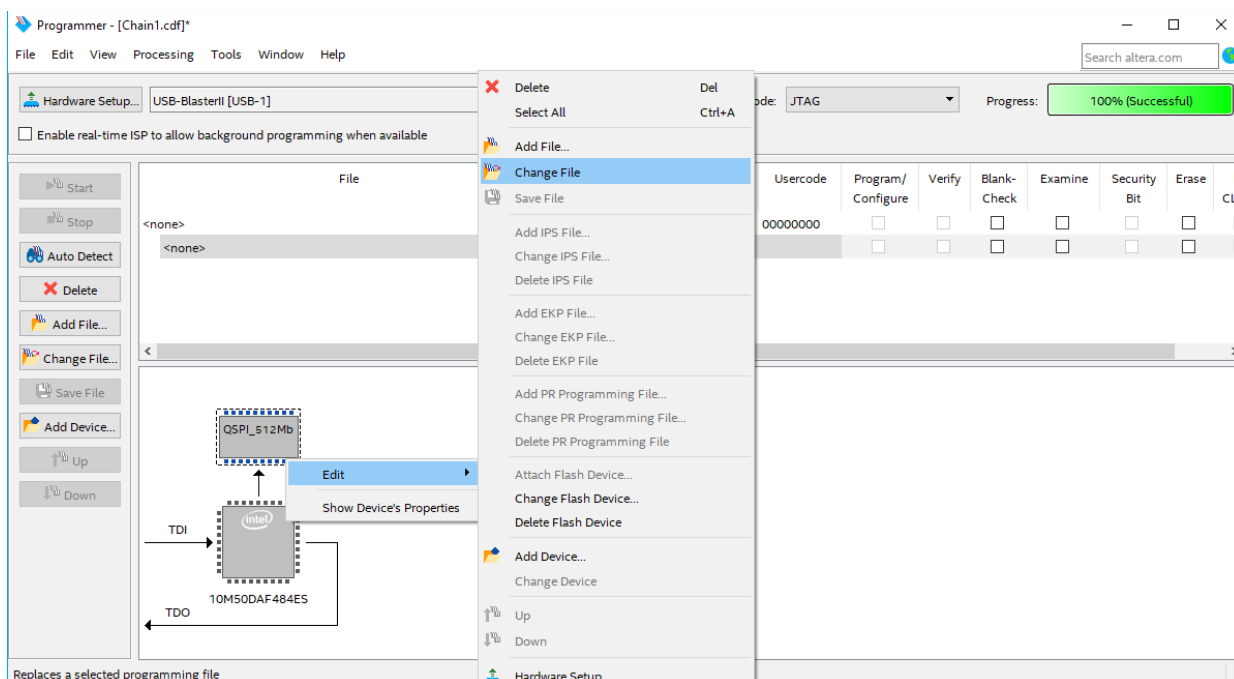 Programmer - [Chain1.cdf]*
File Edit View Processing Tools Window Help
Search altera.com
Hardware Setup... USB-BlasterII [USB-1]
JTAG
Progress: 100% (Successful)
Enable real-time ISP to allow background programming when available
Start
Stop
Auto Detect
Delete
Add File...
Change File...
Save File
Add Device...
Up
Down
File Usercode Program/ Configure Verify Blank- Check Examine Security Bit Erase
<none> 00000000
<none>
QSPI_512Mb
intel
TDI
10M50DAF484ES
TDO
Edit
Show Device's Properties
Delete Del
Select All Ctrl+A
Add File...
Change File
Save File
Add IPS File...
Change IPS File...
Delete IPS File
Add EKP File...
Change EKP File...
Delete EKP File
Add PR Programming File...
Change PR Programming File...
Delete PR Programming File
Attach Flash Device...
Change Flash Device...
Delete Flash Device
Add Device...
Change Device
Up
Down
Hardware Setup
Replaces a selected programming file